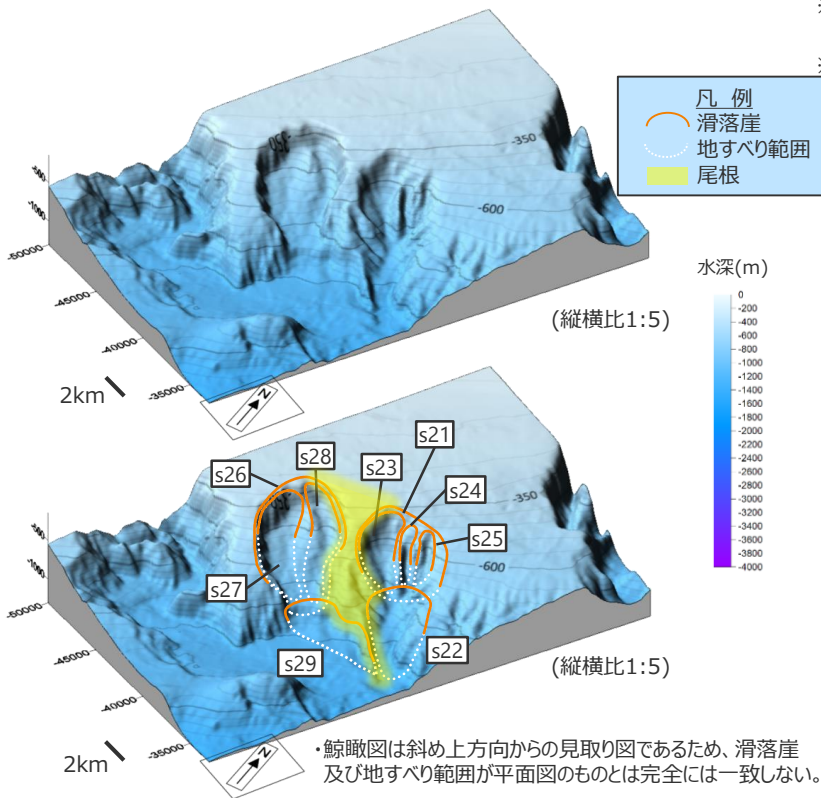 凡 例
滑落崖
地すべり範囲
尾根
350
-350
-600
-500
-1000
-50000
-45000
-40000
-35000
2km
N
(縦横比1:5)
水深(m)
0
-200
-400
-600
-800
-1000
-1200
-1400
-1600
-1800
-2000
-2200
-2400
-2600
-2800
-3000
-3200
-3400
-3600
-3800
-4000
s21
s28
s23
s26
s24
s25
s27
s29
s22
-350
-600
-1000
-50000
-45000
-40000
-35000
2km
N
(縦横比1:5)
・鯨瞰図は斜め上方向からの見取り図であるため、滑落崖
及び地すべり範囲が平面図のものとは完全には一致しない。